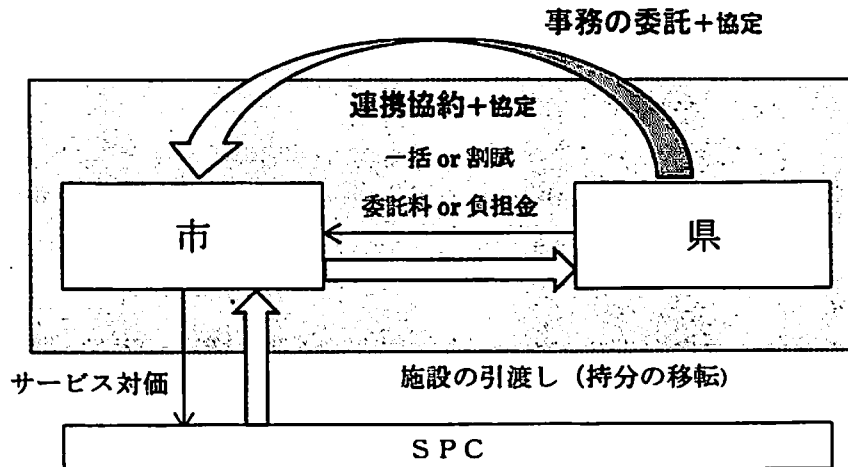 事務の委託+協定
連携協約+協定
一括 or 割賦
委託料 or 負担金
市
県
サービス対価
施設の引渡し(持分の移転)
SPC